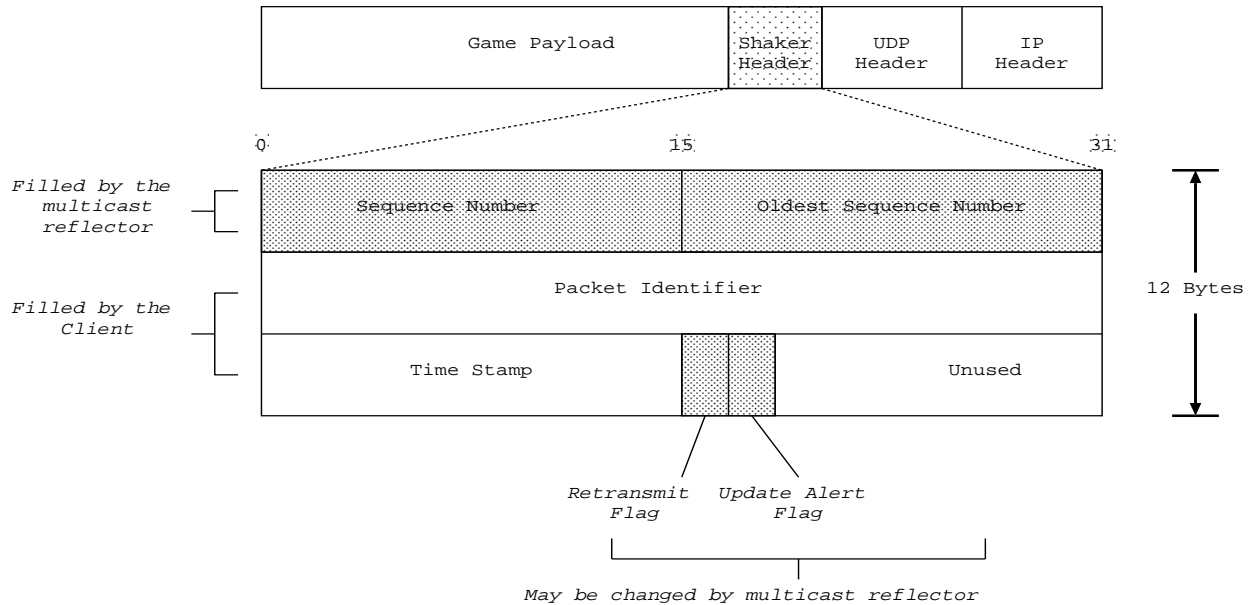 Game Payload
Shaker
Header
UDP
Header
IP
Header
0
15
31
Filled by the
multicast
reflector
Sequence Number
Oldest Sequence Number
Packet Identifier
12 Bytes
Filled by the
Client
Time Stamp
Unused
Retransmit
Flag
Update Alert
Flag
May be changed by multicast reflector